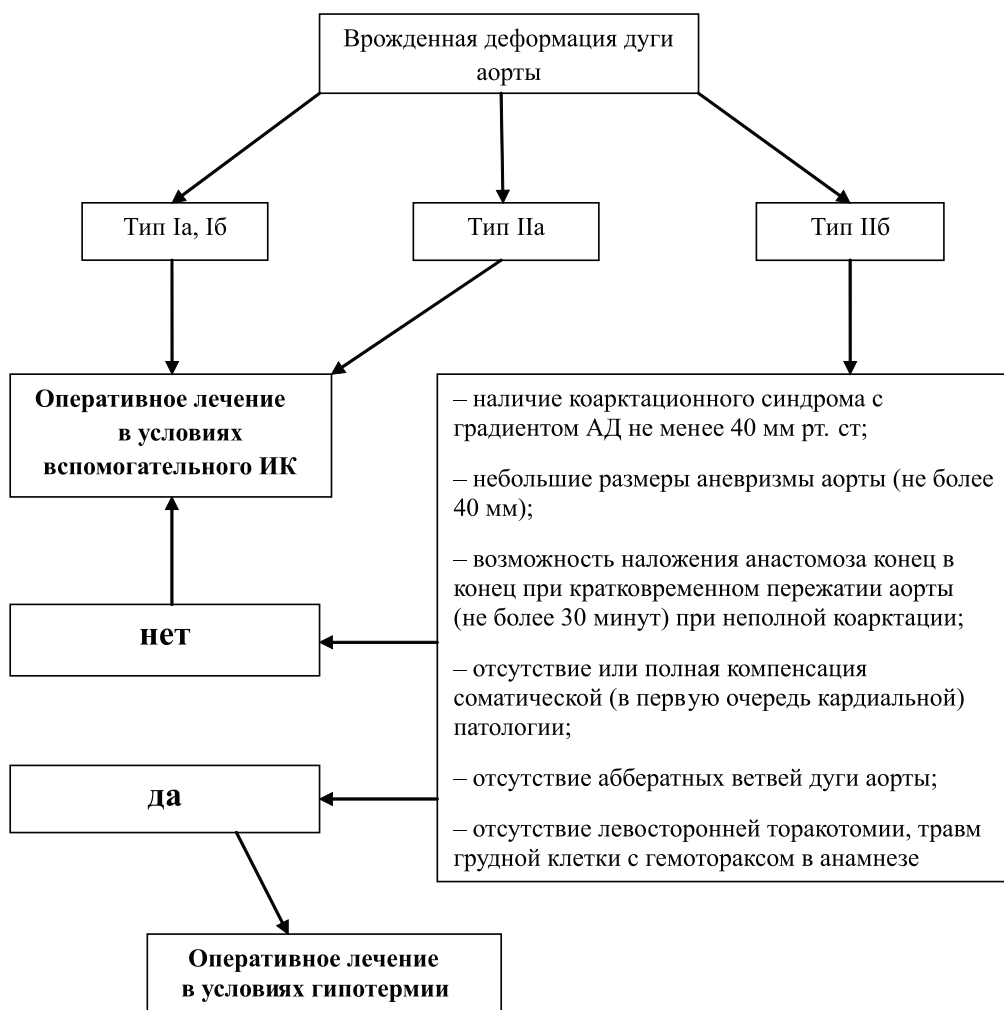 Врожденная деформация дуги
аорты
Тип Iа, Iб
Тип IIа
Тип IIб
Оперативное лечение
в условиях
вспомогательного ИК
– наличие коарктационного синдрома с
градиентом АД не менее 40 мм рт. ст;
– небольшие размеры аневризмы аорты (не более
40 мм);
– возможность наложения анастомоза конец в
конец при кратковременном пережатии аорты
(не более 30 минут) при неполной коарктации;
– отсутствие или полная компенсация
соматической (в первую очередь кардиальной)
патологии;
– отсутствие аббератных ветвей дуги аорты;
– отсутствие левосторонней торакотомии, травм
грудной клетки с гемотораксом в анамнезе
нет
да
Оперативное лечение
в условиях гипотермии